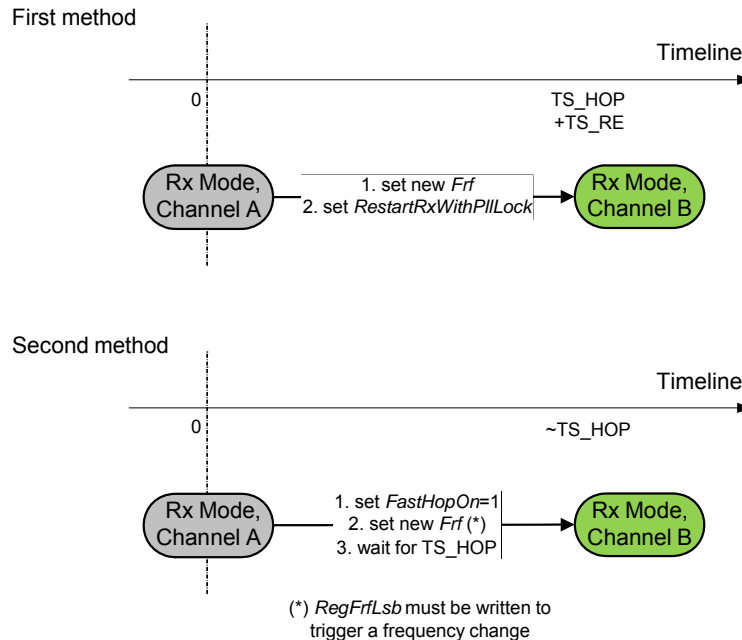 First method
Timeline
0
TS_HOP
+TS_RE
Rx Mode,
Channel A
1. set new Frf
2. set RestartRxWithPllLock
Rx Mode,
Channel B
Second method
Timeline
0
~TS_HOP
Rx Mode,
Channel A
1. set FastHopOn=1
2. set new Frf (*)
3. wait for TS_HOP
Rx Mode,
Channel B
(*) RegFrfLsb must be written to
trigger a frequency change